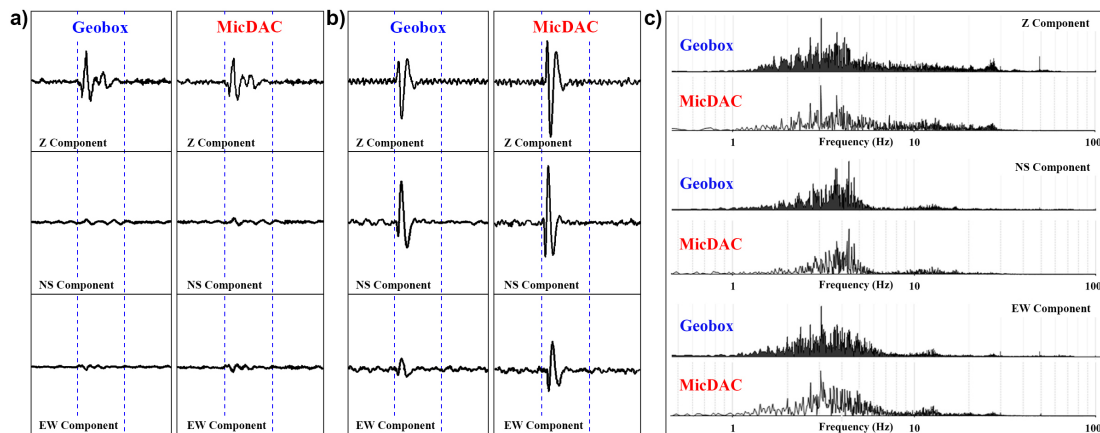 a)
Geobox
MicDAC
Z Component
Z Component
NS Component
NS Component
EW Component
EW Component
b)
Geobox
MicDAC
Z Component
Z Component
NS Component
NS Component
EW Component
EW Component
c)
Z Component
Geobox
MicDAC
1 Frequency (Hz) 10 100
NS Component
Geobox
MicDAC
1 Frequency (Hz) 10 100
EW Component
Geobox
MicDAC
1 Frequency (Hz) 10 100